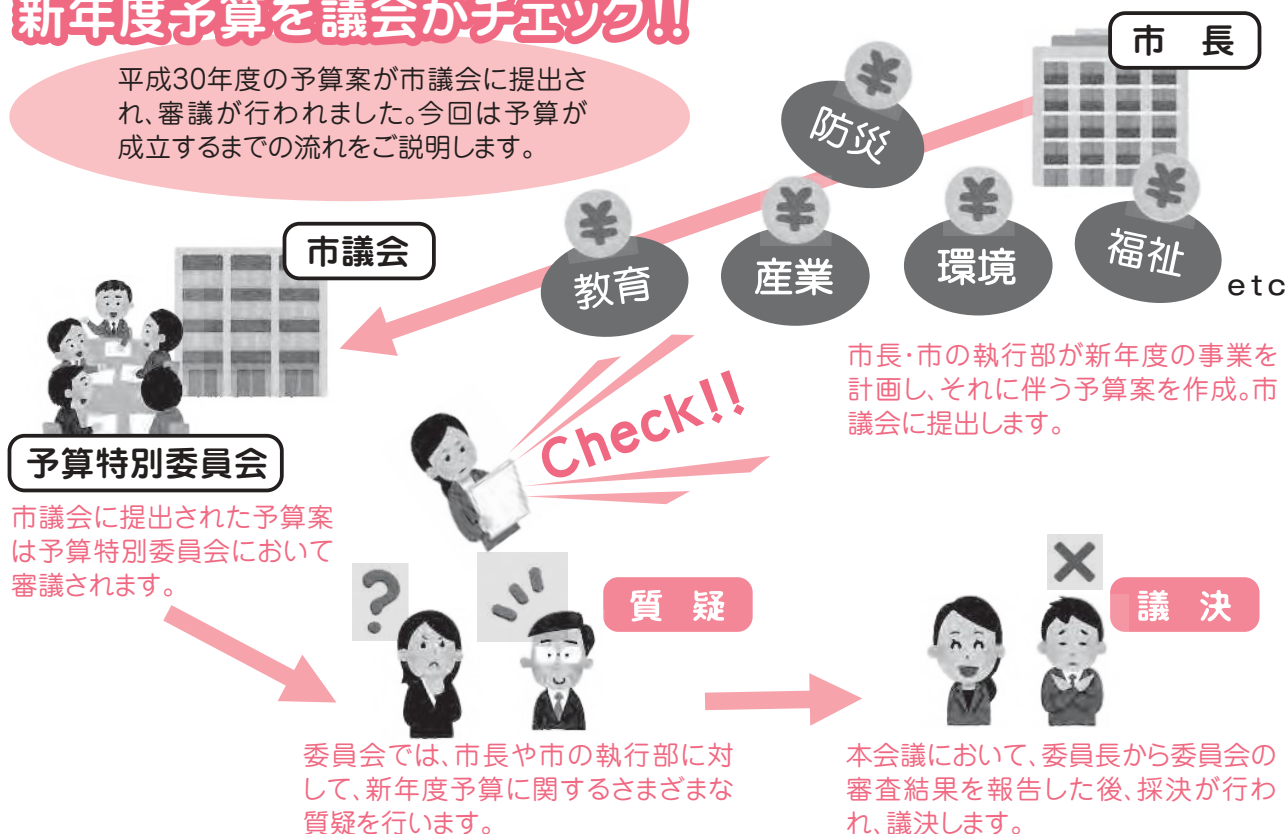 新年度予算を議会がチェック!!
平成30年度の予算案が市議会に提出さ
れ、審議が行われました。今回は予算が
成立するまでの流れをご説明します。
市 長
¥
防災
¥
教育
¥
産業
¥
環境
¥
福祉
etc
市長・市の執行部が新年度の事業を
計画し、それに伴う予算案を作成。市
議会に提出します。
市議会
予算特別委員会
市議会に提出された予算案
は予算特別委員会において
審議されます。
Check!!
?
質 疑
委員会では、市長や市の執行部に対
して、新年度予算に関するさまざまな
質疑を行います。
議 決
本会議において、委員長から委員会の
審査結果を報告した後、採決が行わ
れ、議決します。